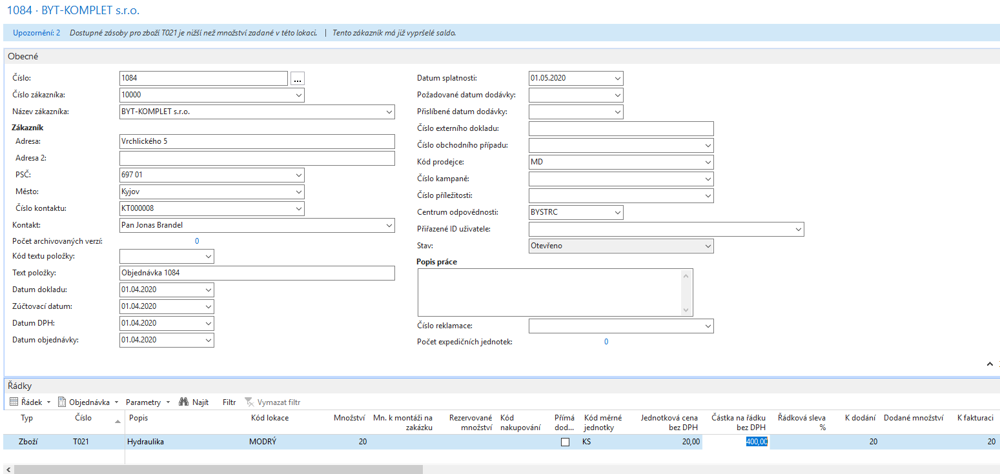 1084 · BYT-KOMPLET s.r.o.
Upozornění: 2 Dostupné zásoby pro zboží T021 je nižší než množství zadané v této lokaci. | Tento zákazník má již vypršelé saldo.
Obecné
Číslo: 1084 ...
Číslo zákazníka: 10000
Název zákazníka: BYT-KOMPLET s.r.o.
Zákazník
Adresa: Vrchlického 5
Adresa 2:
PSČ: 697 01
Město: Kyjov
Číslo kontaktu: KT000008
Kontakt: Pan Jonas Brandel
Počet archivovaných verzí: 0
Kód textu položky:
Text položky: Objednávka 1084
Datum dokladu: 01.04.2020
Zúčtovací datum: 01.04.2020
Datum DPH: 01.04.2020
Datum objednávky: 01.04.2020
Datum splatnosti: 01.05.2020
Požadované datum dodávky:
Přislíbené datum dodávky:
Číslo externího dokladu:
Číslo obchodního případu:
Kód prodejce: MD
Číslo kampaně:
Číslo příležitosti:
Centrum odpovědnosti: BYSTRC
Přiřazené ID uživatele:
Stav: Otevřeno
Popis práce
Číslo reklamace:
Počet expedičních jednotek: 0
Řádky
Řádek Objednávka Parametry Najít Filtr Vymazat filtr
Typ Číslo Popis Kód lokace Množství Mn. k montáži na Rezervované Kód Přímá Kód měrné Jednotková cena Částka na řádku Řádková sleva K dodání Dodané množství K fakturaci
zakázku množství nakupování dod... jednotky bez DPH bez DPH %
Zboží T021 Hydraulika MODRÝ 20 KS 20,00 400,00 20 20